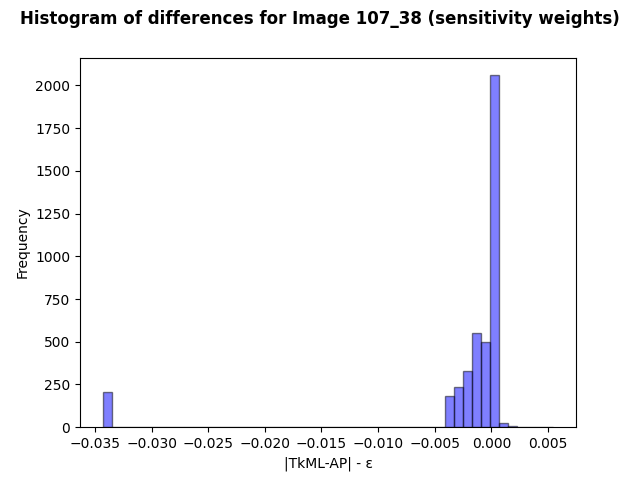 Histogram of differences for Image 107_38 (sensitivity weights)
Frequency
2000
1750
1500
1250
1000
750
500
250
0
−0.035 −0.030 −0.025 −0.020 −0.015 −0.010 −0.005 0.000 0.005
|TkML-AP| - ε